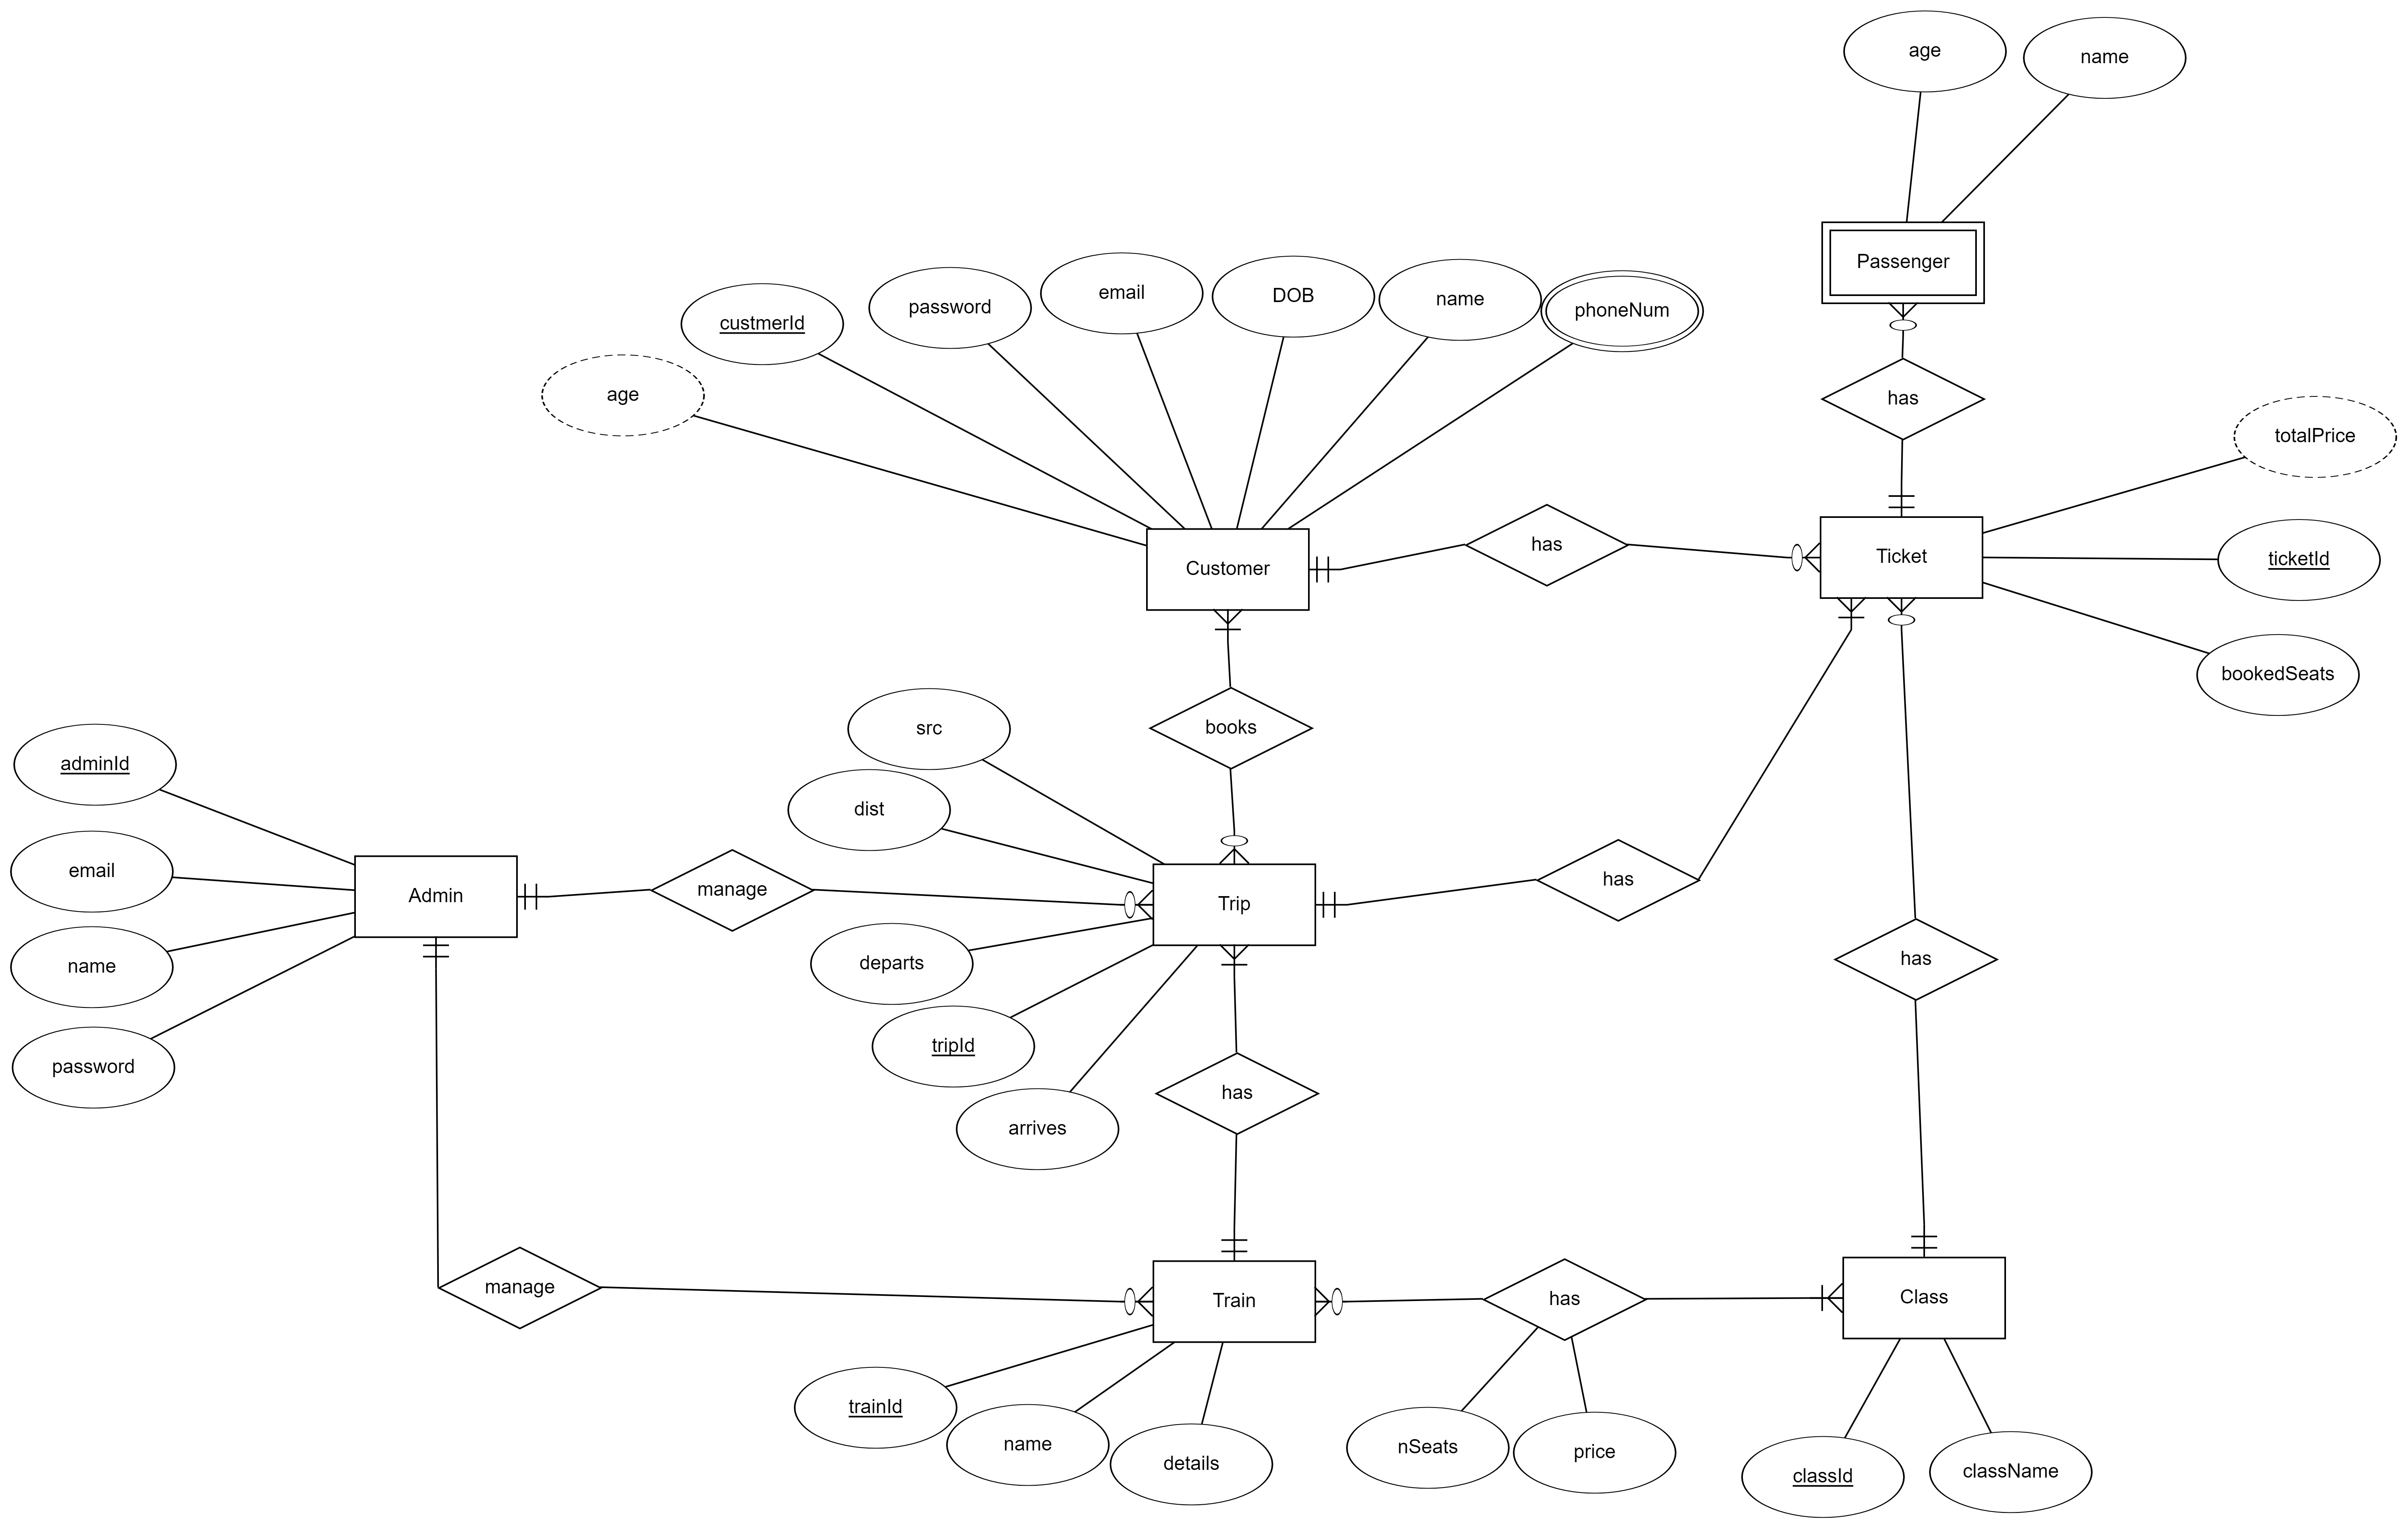 age
name
Passenger
has
custmerId
password
email
DOB
name
phoneNum
age
totalPrice
Customer
has
Ticket
ticketId
bookedSeats
src
books
dist
adminId
email
name
password
Admin
manage
Trip
has
departs
tripId
arrives
has
has
manage
Train
has
Class
trainId
name
details
nSeats
price
classId
className